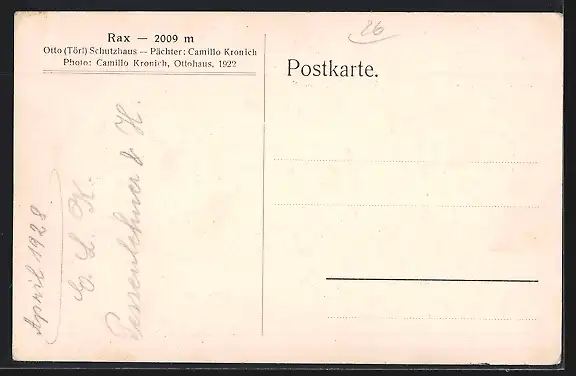 Rax — 2009 m
Otto (Törl) Schutzhaus — Pächter: Camillo Kronich
Photo: Camillo Kronich, Ottohaus, 1922
26
Postkarte.
April 1928.
& H.